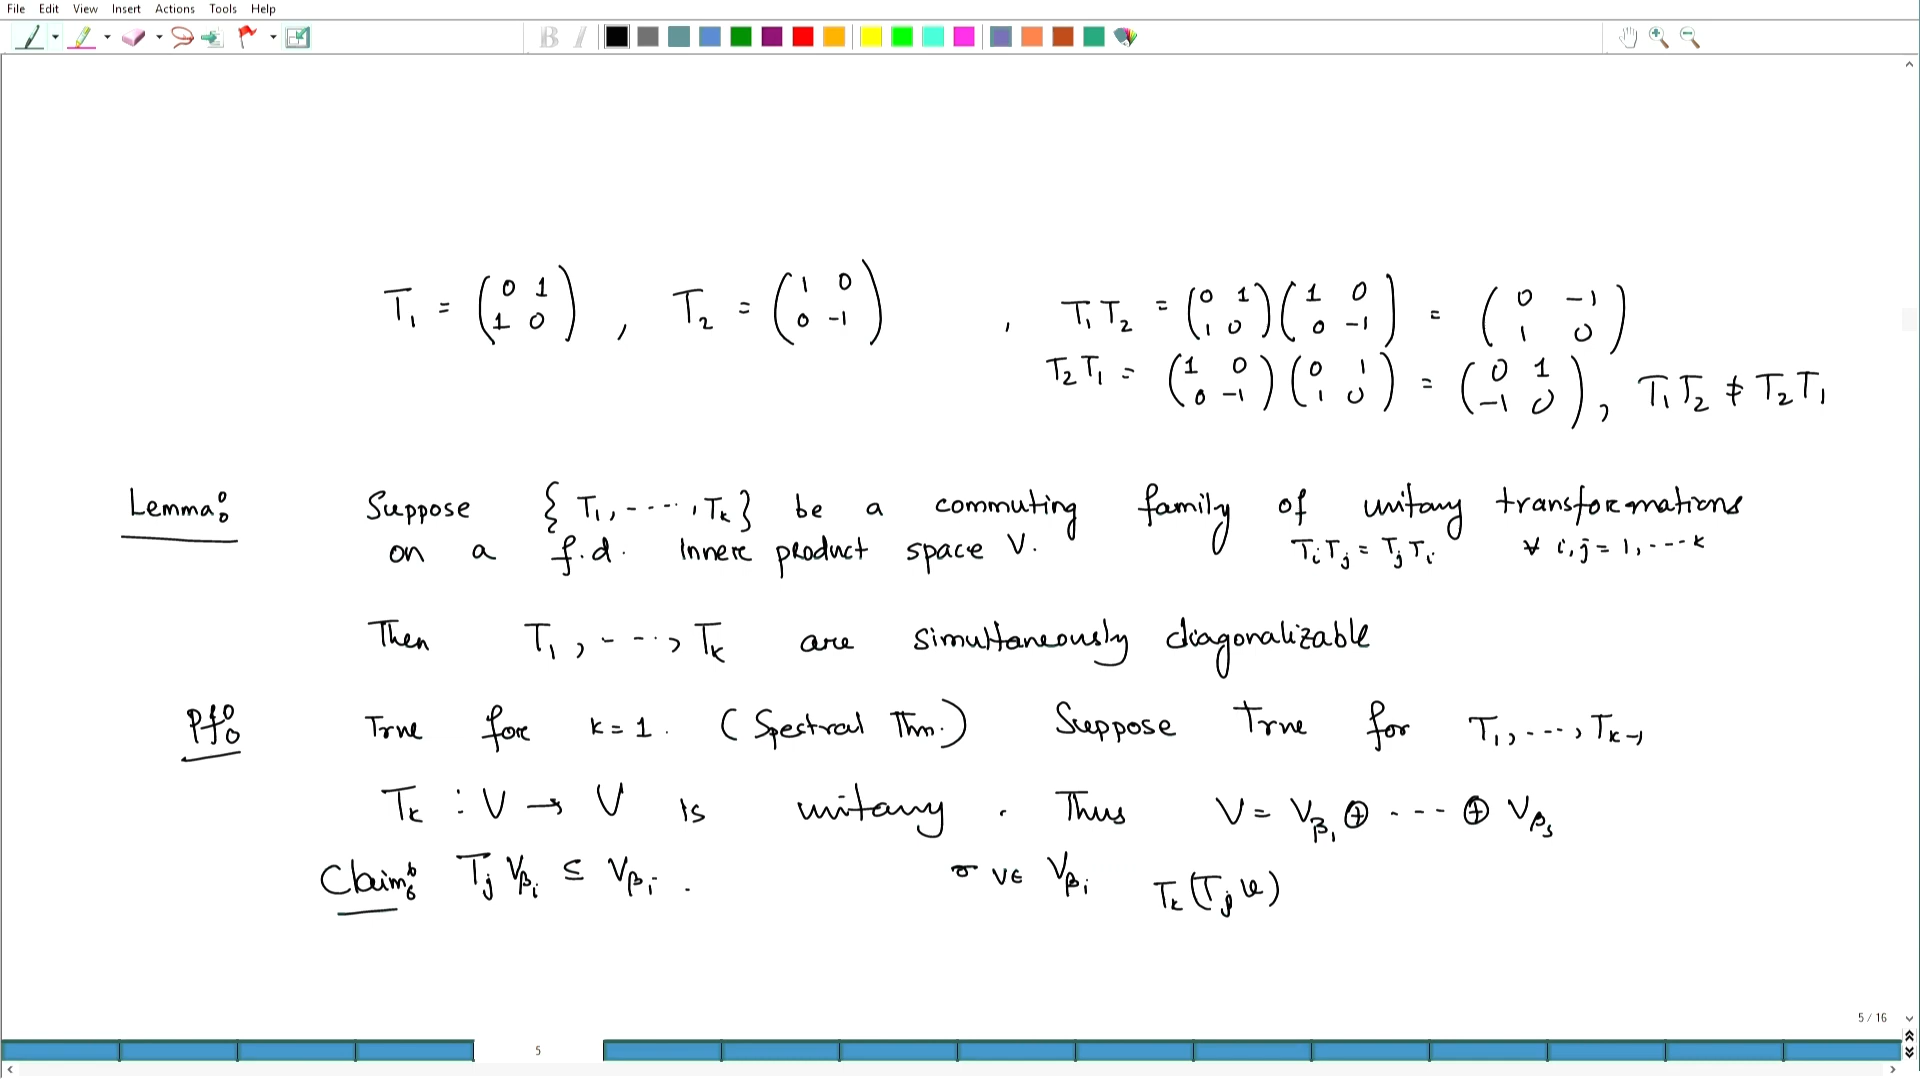 File Edit View Insert Actions Tools Help
T₁ = (0 1 / 1 0) , T₂ = (1 0 / 0 -1) , T₁T₂ = (0 1 / 1 0)(1 0 / 0 -1) = (0 -1 / 1 0)
T₂T₁ = (1 0 / 0 -1)(0 1 / 1 0) = (0 1 / -1 0), T₁T₂ ≠ T₂T₁
Lemma: Suppose {T₁,----,Tₖ} be a commuting family of unitary transformations
on a f.d. Inner product space V. TᵢTⱼ = TⱼTᵢ ∀ i,j = 1,---k
Then T₁,----,Tₖ are simultaneously diagonalizable
Pf: True for k=1. (Spectral Thm.) Suppose True for T₁,---,Tₖ₋₁
Tₖ : V → V is unitary. Thus V = V_β₁ ⊕ ---- ⊕ V_βₛ
Claim: Tⱼ V_βᵢ ⊆ V_βᵢ. v ∈ V_βᵢ Tₖ(Tⱼ v)
5 / 16
5